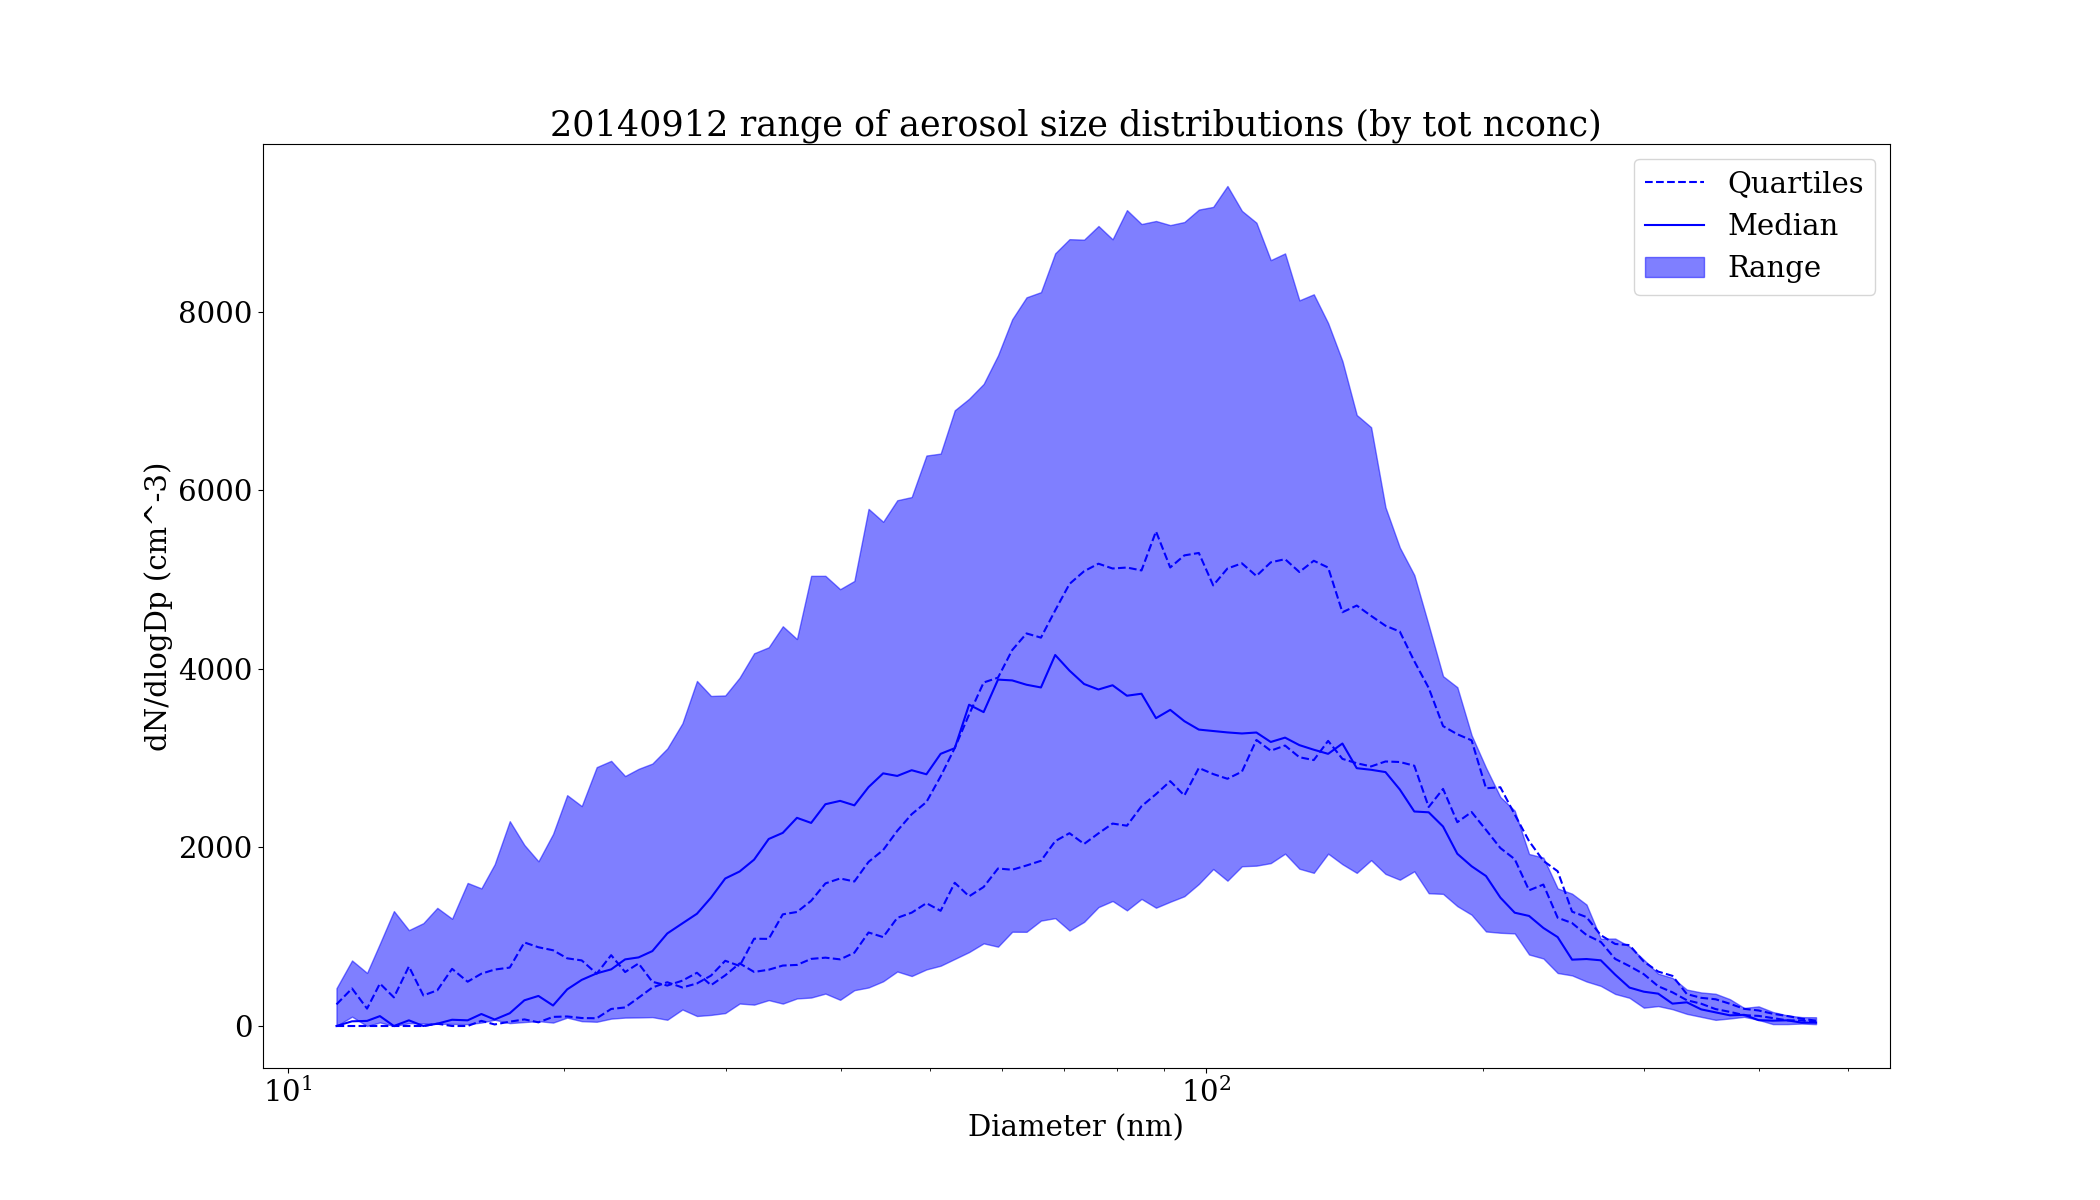 20140912 range of aerosol size distributions (by tot nconc)
Quartiles
Median
Range
8000
6000
4000
2000
0
dN/dlogDp (cm^-3)
10¹
10²
Diameter (nm)